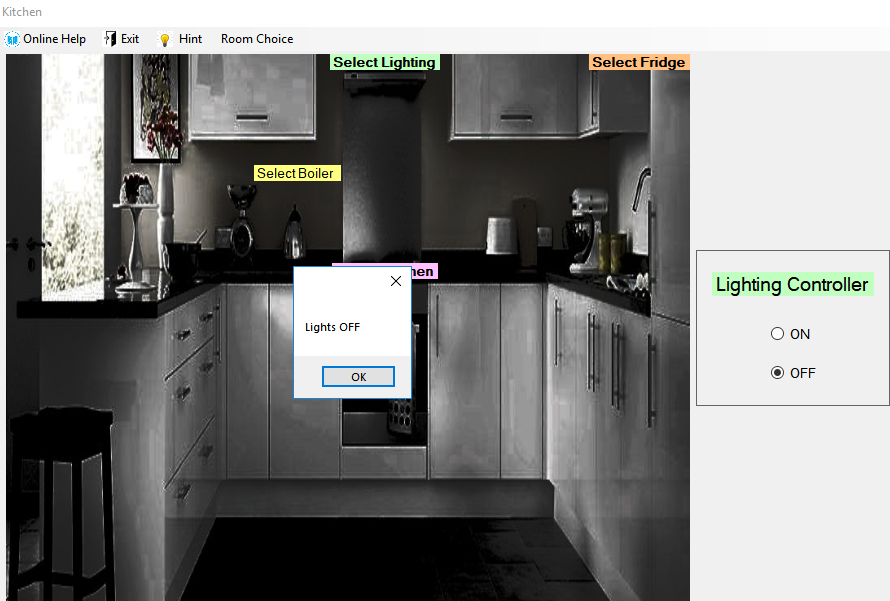 Kitchen
Online Help Exit Hint Room Choice
Select Lighting
Select Fridge
Select Boiler
Lights OFF
OK
Lighting Controller
ON
OFF